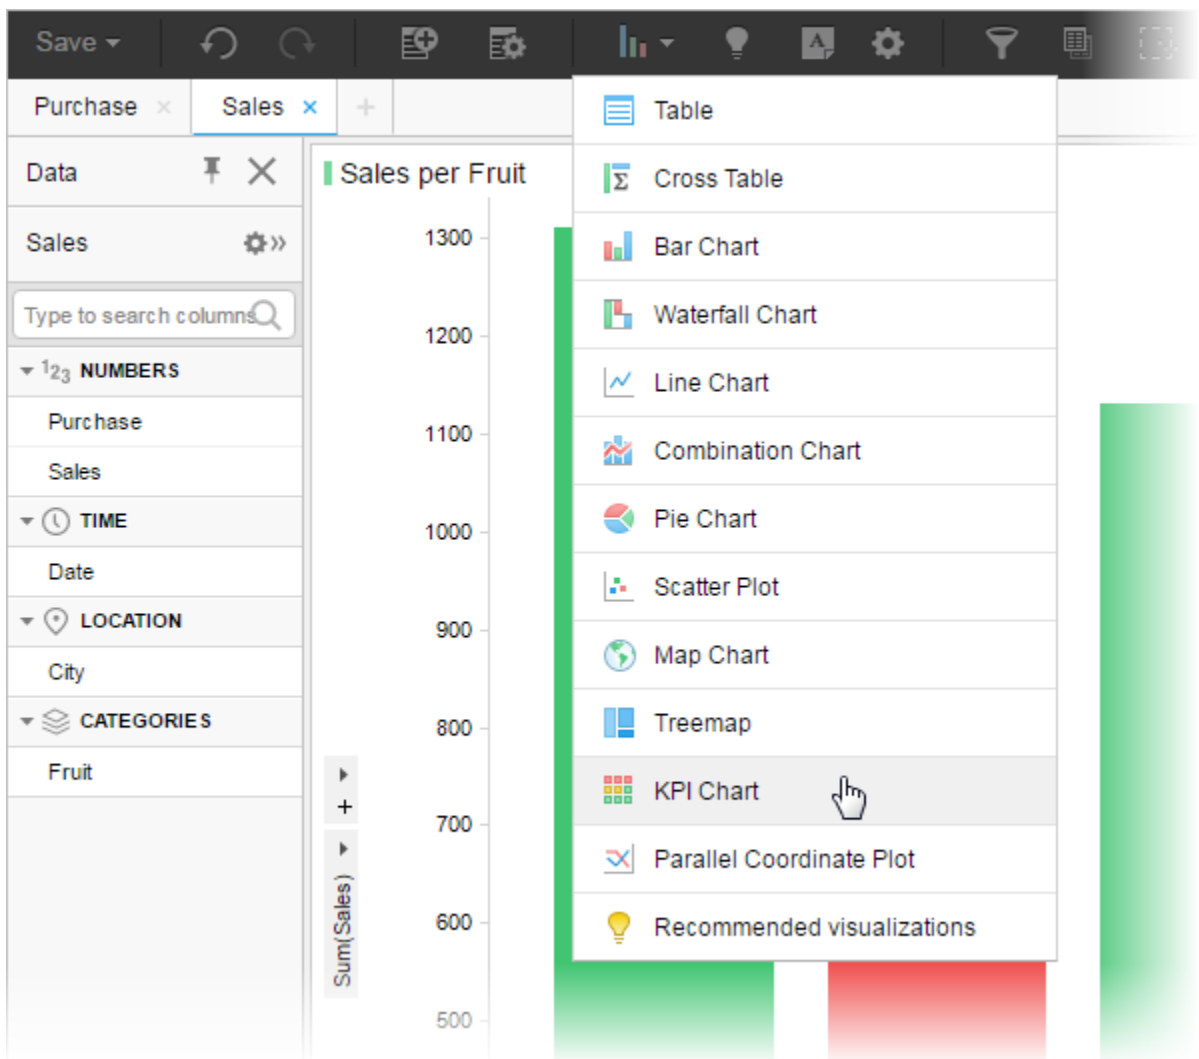 Save
Purchase
Sales
Data
Sales
Type to search columns
123 NUMBERS
Purchase
Sales
TIME
Date
LOCATION
City
CATEGORIES
Fruit
Sales per Fruit
1300
1200
1100
1000
900
800
700
600
500
+
Sum(Sales)
A
Table
Σ
Cross Table
Bar Chart
Waterfall Chart
Line Chart
Combination Chart
Pie Chart
Scatter Plot
Map Chart
Treemap
KPI Chart
Parallel Coordinate Plot
Recommended visualizations